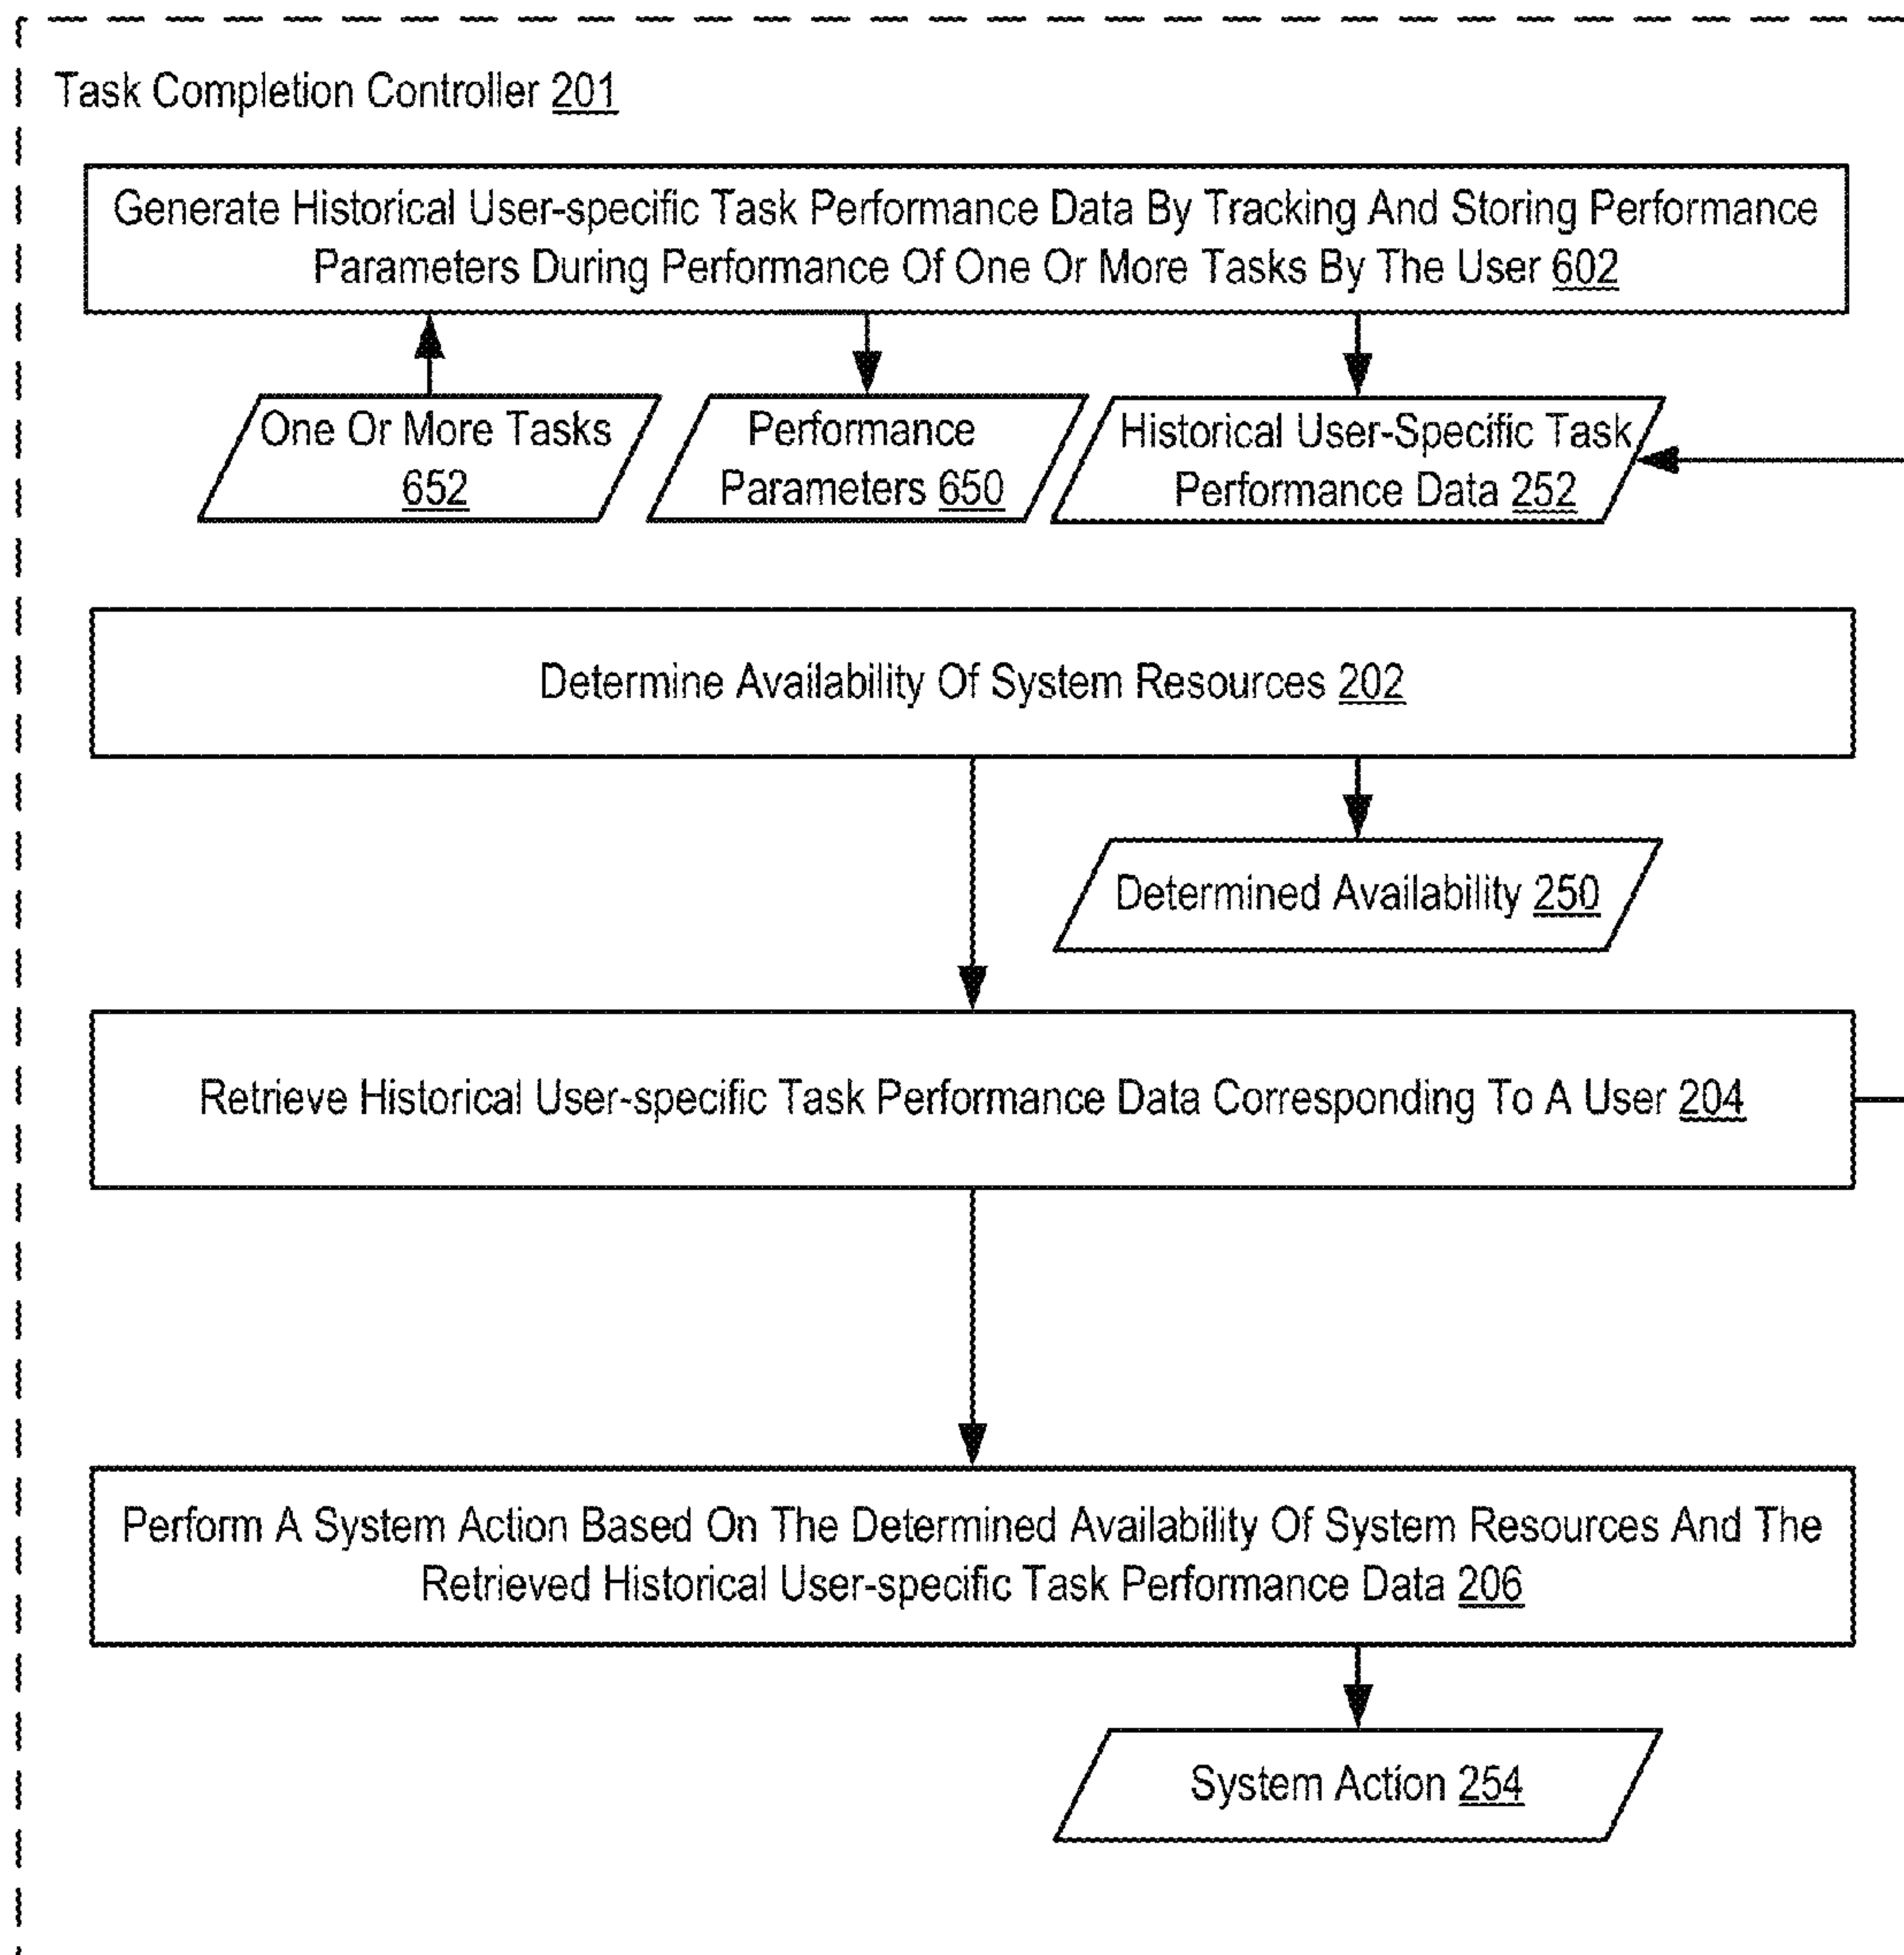 Task Completion Controller 201
Generate Historical User-specific Task Performance Data By Tracking And Storing Performance
Parameters During Performance Of One Or More Tasks By The User 602
One Or More Tasks
652
Performance
Parameters 650
Historical User-Specific Task
Performance Data 252
Determine Availability Of System Resources 202
Determined Availability 250
Retrieve Historical User-specific Task Performance Data Corresponding To A User 204
Perform A System Action Based On The Determined Availability Of System Resources And The
Retrieved Historical User-specific Task Performance Data 206
System Action 254